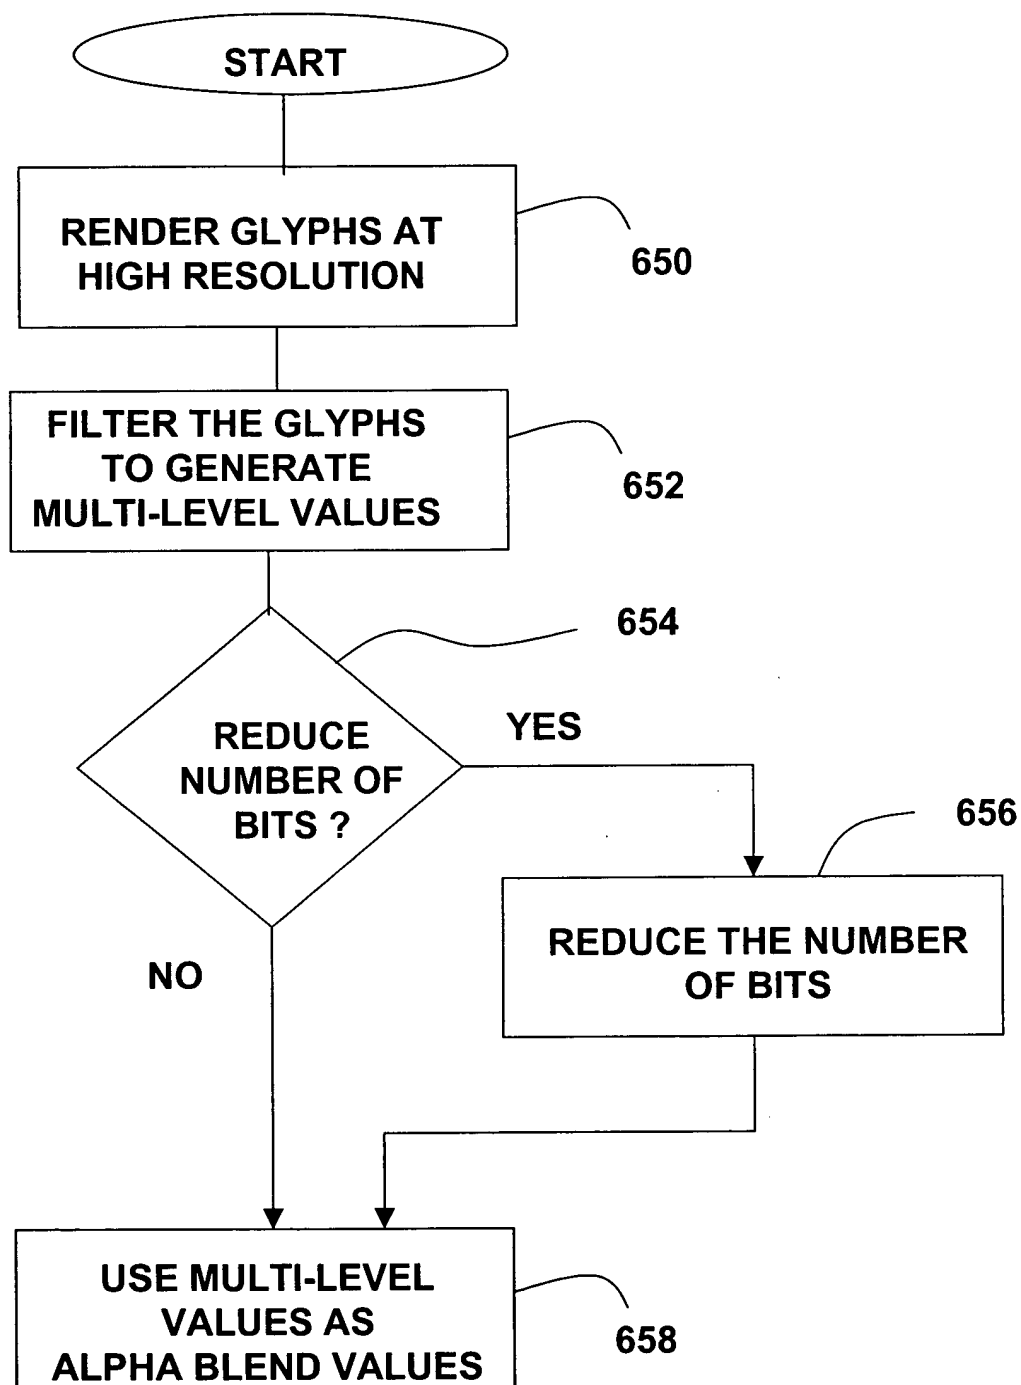 START
RENDER GLYPHS AT
HIGH RESOLUTION
650
FILTER THE GLYPHS
TO GENERATE
MULTI-LEVEL VALUES
652
654
REDUCE
NUMBER OF
BITS ?
YES
656
REDUCE THE NUMBER
OF BITS
NO
USE MULTI-LEVEL
VALUES AS
ALPHA BLEND VALUES
658